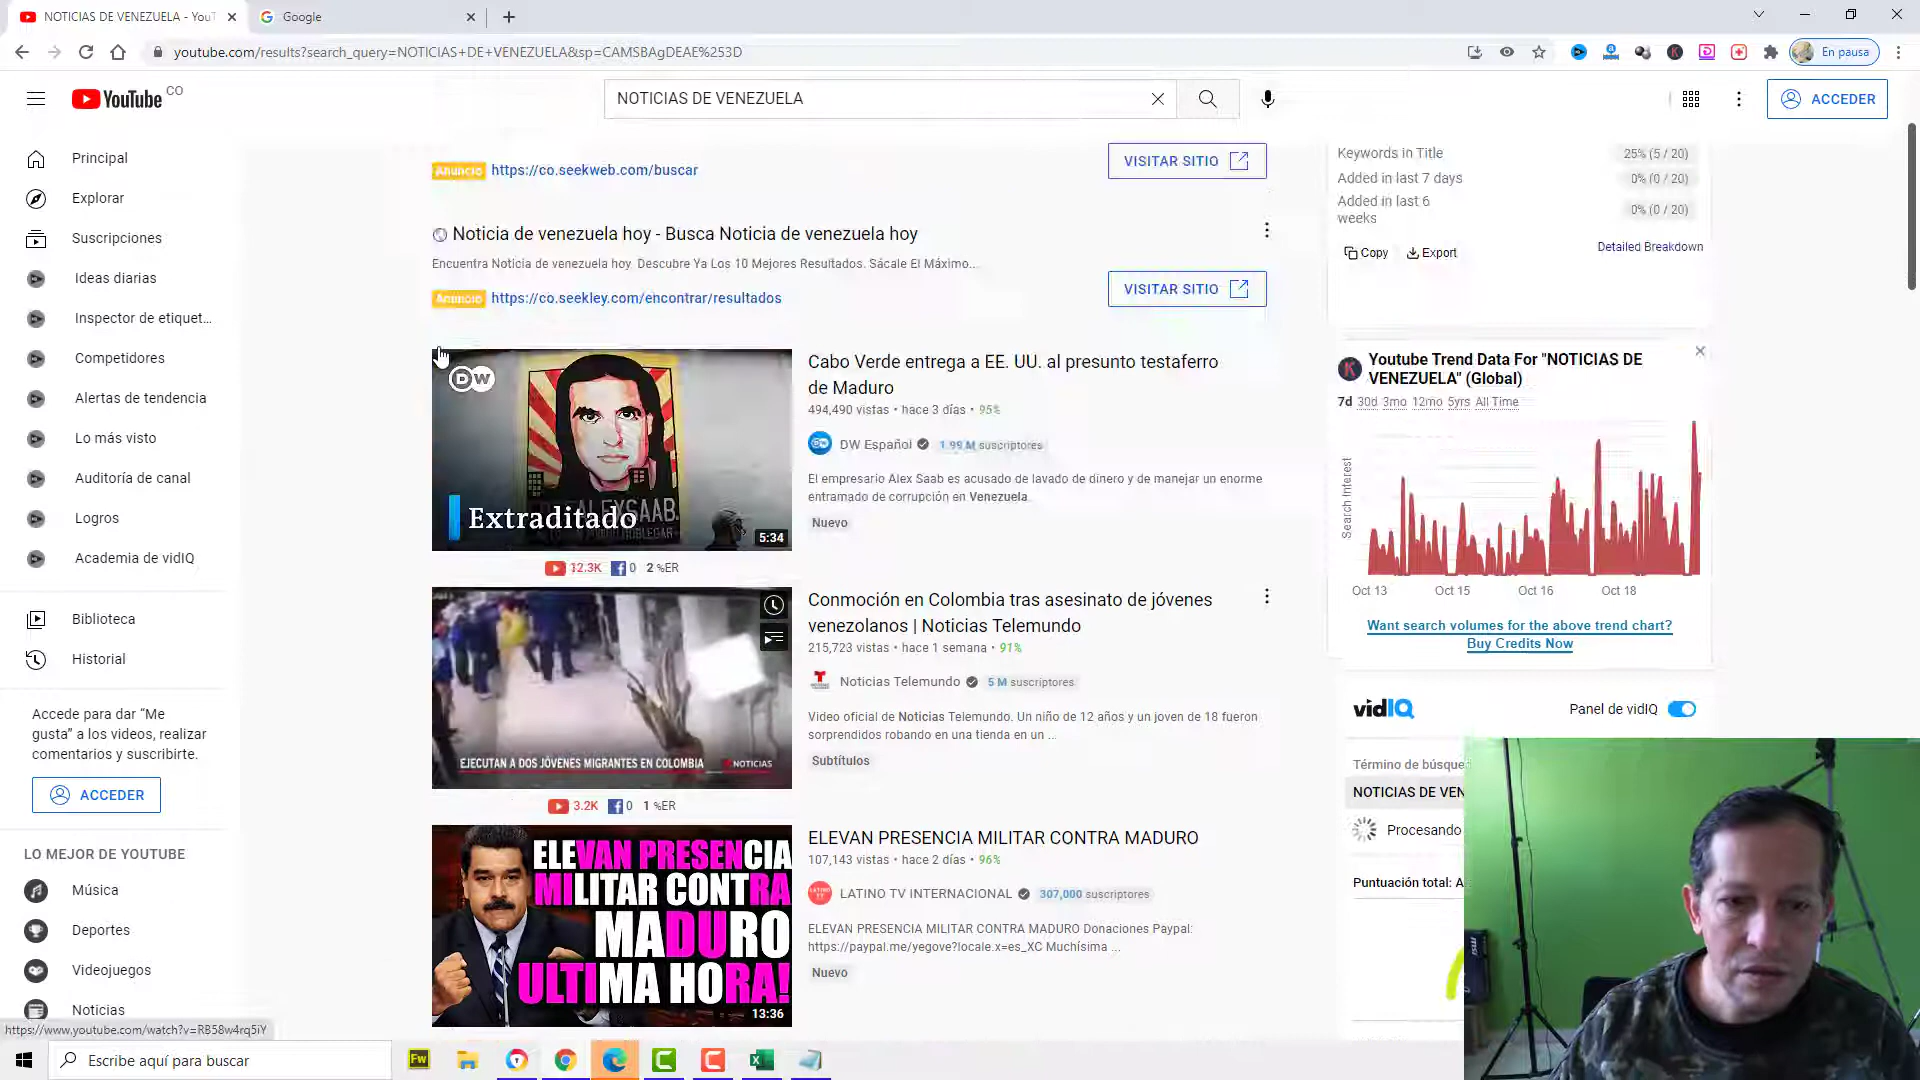 NOTICIAS DE VENEZUELA - YouT
Google
youtube.com/results?search_query=NOTICIAS+DE+VENEZUELA&sp=CAMSBAgDEAE%253D
En pausa
YouTube CO
NOTICIAS DE VENEZUELA
ACCEDER
Principal
Explorar
Suscripciones
Ideas diarias
Inspector de etiquet...
Competidores
Alertas de tendencia
Lo más visto
Auditoría de canal
Logros
Academia de vidIQ
Biblioteca
Historial
Accede para dar “Me
gusta” a los videos, realizar
comentarios y suscribirte.
ACCEDER
LO MEJOR DE YOUTUBE
Música
Deportes
Videojuegos
Noticias
https://www.youtube.com/watch?v=RB58w4rq5iY
Anuncio https://co.seekweb.com/buscar
VISITAR SITIO
Noticia de venezuela hoy - Busca Noticia de venezuela hoy
Encuentra Noticia de venezuela hoy. Descubre Ya Los 10 Mejores Resultados. Sácale El Máximo...
Anuncio https://co.seekley.com/encontrar/resultados
VISITAR SITIO
DW
ALEX SAAB
Extraditado
5:34
12.3K 0 2 %ER
Cabo Verde entrega a EE. UU. al presunto testaferro
de Maduro
494,490 vistas • hace 3 días • 95%
DW Español 1.99 M suscriptores
El empresario Alex Saab es acusado de lavado de dinero y de manejar un enorme
entramado de corrupción en Venezuela.
Nuevo
EJECUTAN A DOS JÓVENES MIGRANTES EN COLOMBIA
NOTICIAS
3.2K 0 1 %ER
Conmoción en Colombia tras asesinato de jóvenes
venezolanos | Noticias Telemundo
215,723 vistas • hace 1 semana • 91%
Noticias Telemundo 5 M suscriptores
Video oficial de Noticias Telemundo. Un niño de 12 años y un joven de 18 fueron
sorprendidos robando en una tienda en un ...
Subtítulos
ELEVAN PRESENCIA
MILITAR CONTRA
MADURO
ULTIMA HORA!
13:36
ELEVAN PRESENCIA MILITAR CONTRA MADURO
107,143 vistas • hace 2 días • 96%
LATINO TV INTERNACIONAL 307,000 suscriptores
ELEVAN PRESENCIA MILITAR CONTRA MADURO Donaciones Paypal:
https://paypal.me/yegove?locale.x=es_XC Muchísima ...
Nuevo
Keywords in Title 25% (5 / 20)
Added in last 7 days 0% (0 / 20)
Added in last 6
weeks 0% (0 / 20)
Copy Export Detailed Breakdown
Youtube Trend Data For "NOTICIAS DE
VENEZUELA" (Global)
7d 30d 3mo 12mo 5yrs All Time
Search Interest
Oct 13 Oct 15 Oct 16 Oct 18
Want search volumes for the above trend chart?
Buy Credits Now
vidIQ Panel de vidIQ
Término de búsque
NOTICIAS DE VEN
Procesando
Puntuación total: A
Fw
Escribe aquí para buscar